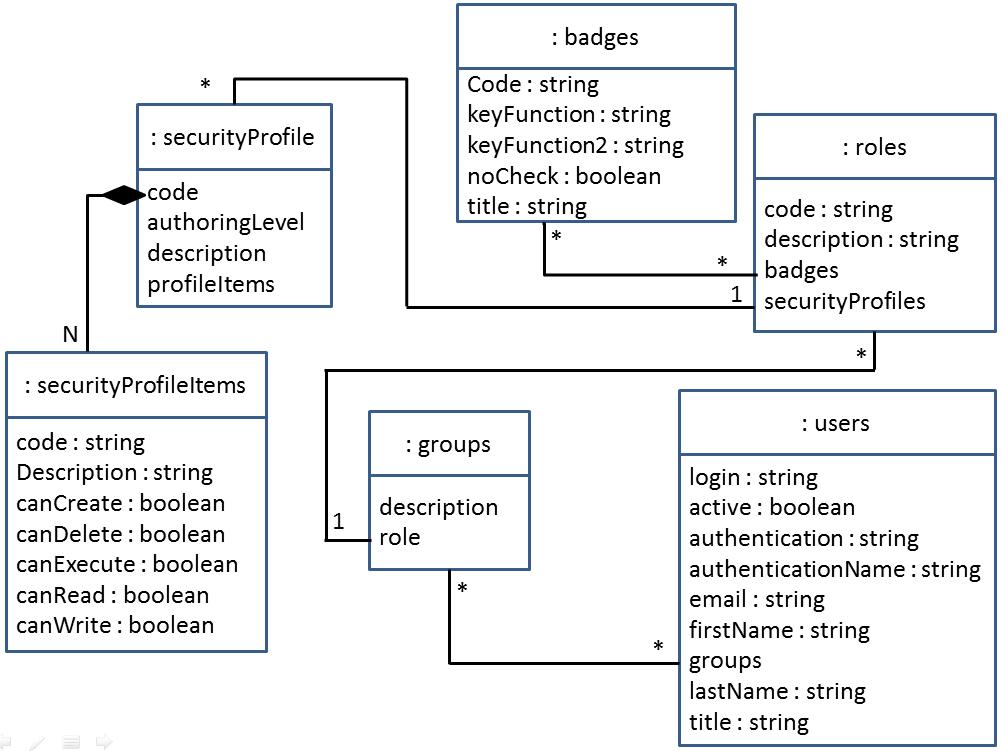 : badges
Code : string
keyFunction : string
keyFunction2 : string
noCheck : boolean
title : string
*
*
*
: securityProfile
code
authoringLevel
description
profileItems
: roles
code : string
description : string
badges
securityProfiles
1
*
N
: securityProfileItems
code : string
Description : string
canCreate : boolean
canDelete : boolean
canExecute : boolean
canRead : boolean
canWrite : boolean
: groups
description
role
1
*
*
: users
login : string
active : boolean
authentication : string
authenticationName : string
email : string
firstName : string
groups
lastName : string
title : string